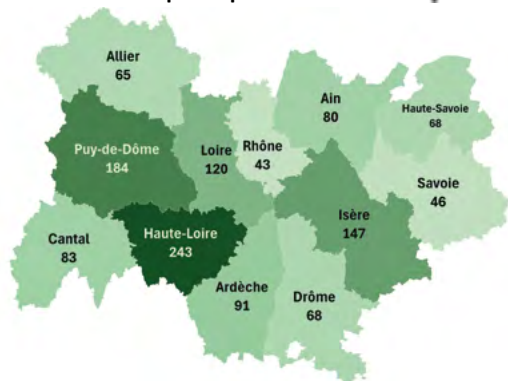 Allier
65
Ain
80
Haute-Savoie
68
Puy-de-Dôme
184
Loire
120
Rhône
43
Savoie
46
Isère
147
Cantal
83
Haute-Loire
243
Ardèche
91
Drôme
68